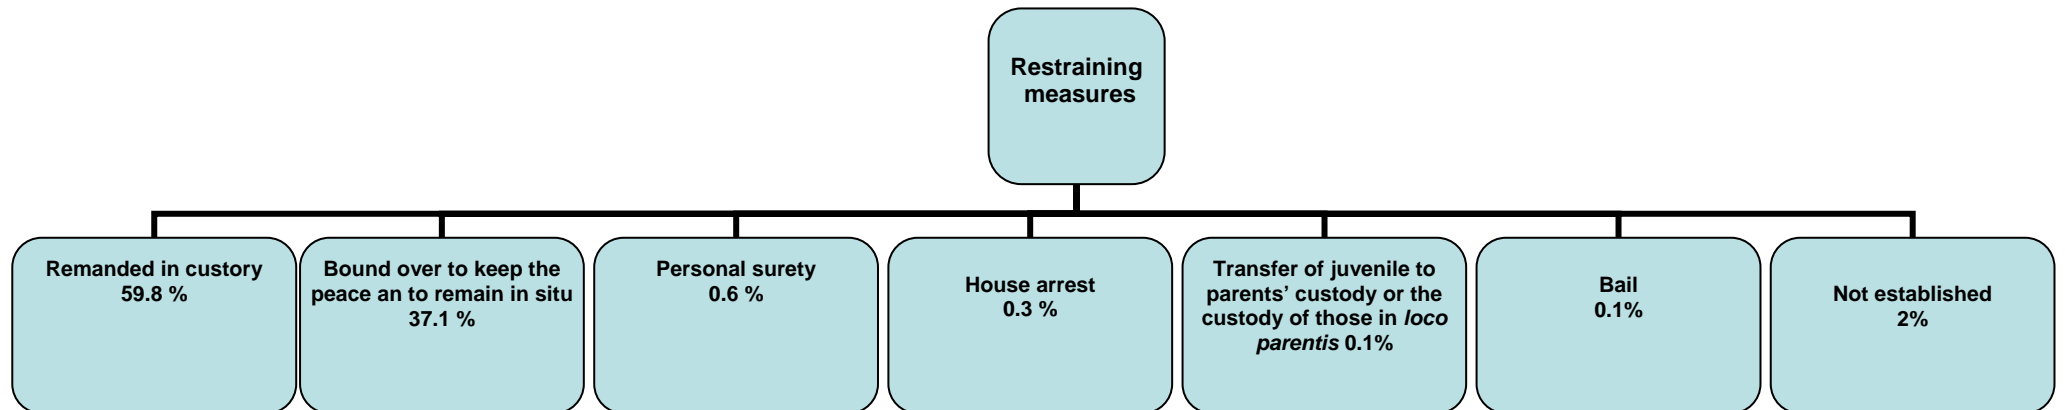 Restraining
measures
Remanded in custory
59.8 %
Bound over to keep the
peace an to remain in situ
37.1 %
Personal surety
0.6 %
House arrest
0.3 %
Transfer of juvenile to
parents’ custody or the
custody of those in loco
parentis 0.1%
Bail
0.1%
Not established
2%